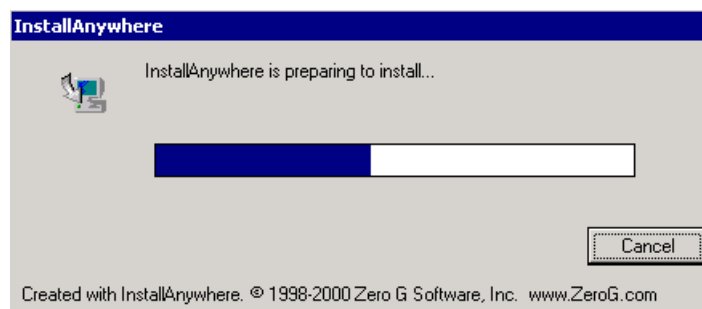 InstallAnywhere
InstallAnywhere is preparing to install...
Cancel
Created with InstallAnywhere. © 1998-2000 Zero G Software, Inc. www.ZeroG.com